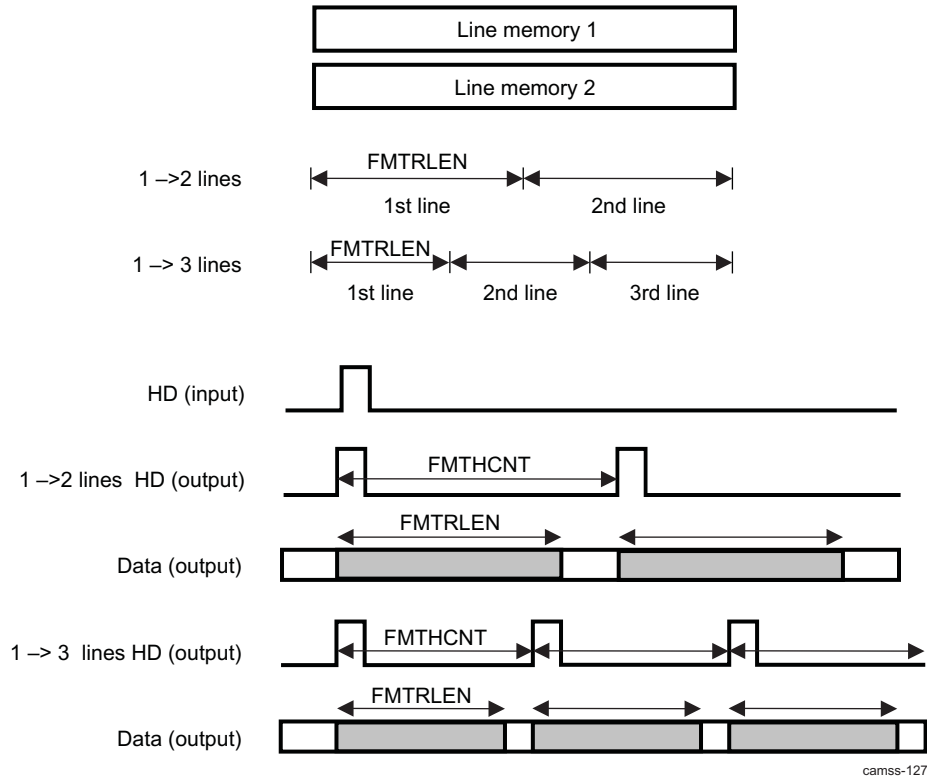 Line memory 1
Line memory 2
1 –>2 lines
FMTRLEN
1st line
2nd line
1 –> 3 lines
FMTRLEN
1st line
2nd line
3rd line
HD (input)
1 –>2 lines HD (output)
FMTHCNT
FMTRLEN
Data (output)
1 –> 3 lines HD (output)
FMTHCNT
FMTRLEN
Data (output)
camss-127